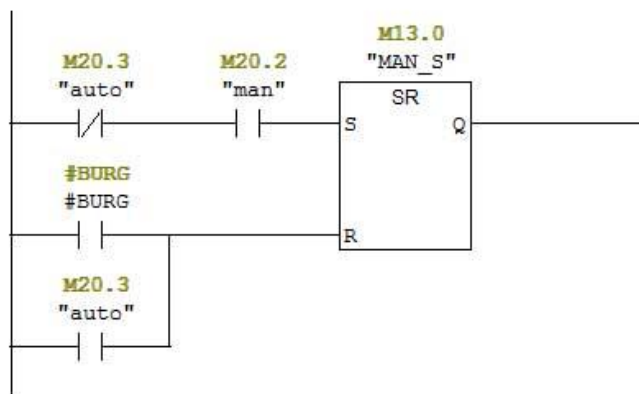 M13.0
M20.3 M20.2 "MAN_S"
"auto" "man" SR
S Q
#BURG
#BURG
R
M20.3
"auto"